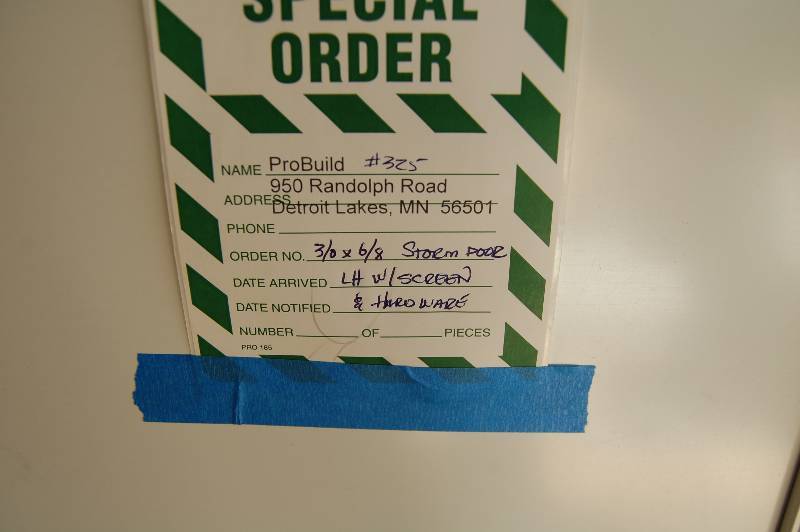 SPECIAL
ORDER
NAME ProBuild #325
950 Randolph Road
ADDRESS
Detroit Lakes, MN 56501
PHONE
ORDER NO. 3/0 x 6/8 STORM DOOR
DATE ARRIVED LH W/SCREEN
DATE NOTIFIED & HARDWARE
NUMBER OF PIECES
PRO 186